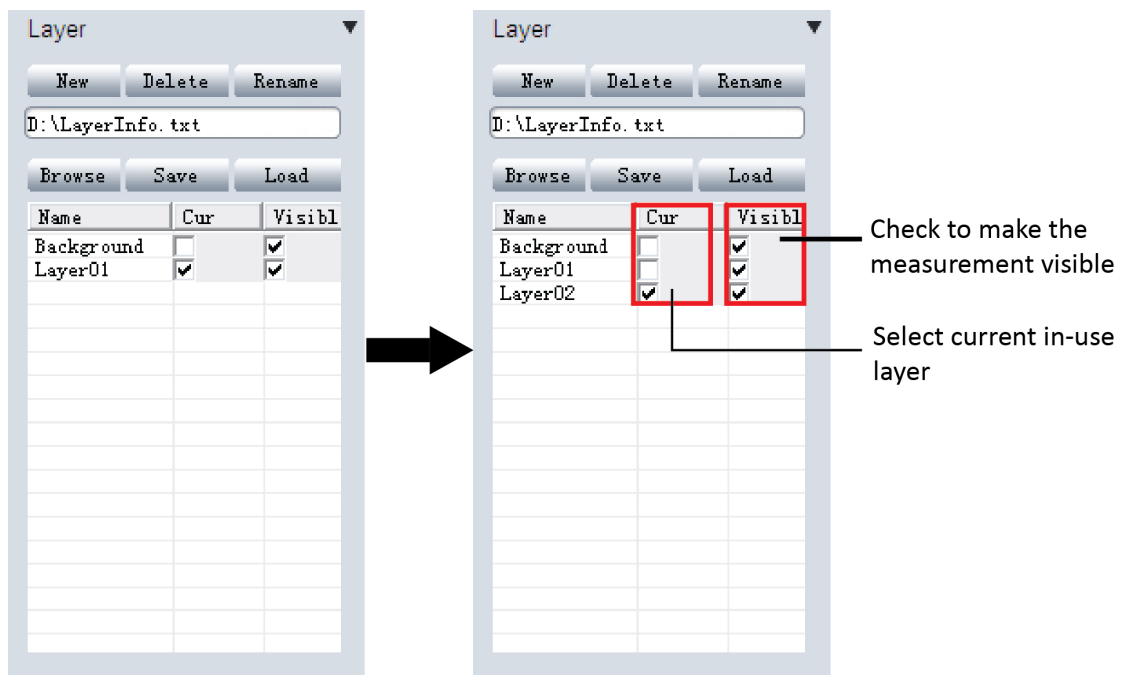 Layer
New Delete Rename
D:\LayerInfo.txt
Browse Save Load
Name Cur Visibl
Background
Layer01
Layer
New Delete Rename
D:\LayerInfo.txt
Browse Save Load
Name Cur Visibl
Background
Layer01
Layer02
Check to make the
measurement visible
Select current in-use
layer